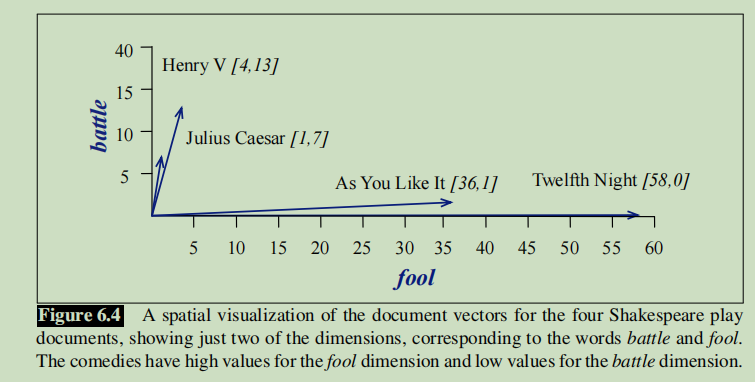 40
Henry V [4,13]
15
battle
10
Julius Caesar [1,7]
5
As You Like It [36,1]
Twelfth Night [58,0]
5 10 15 20 25 30 35 40 45 50 55 60
fool
Figure 6.4 A spatial visualization of the document vectors for the four Shakespeare play
documents, showing just two of the dimensions, corresponding to the words battle and fool.
The comedies have high values for the fool dimension and low values for the battle dimension.